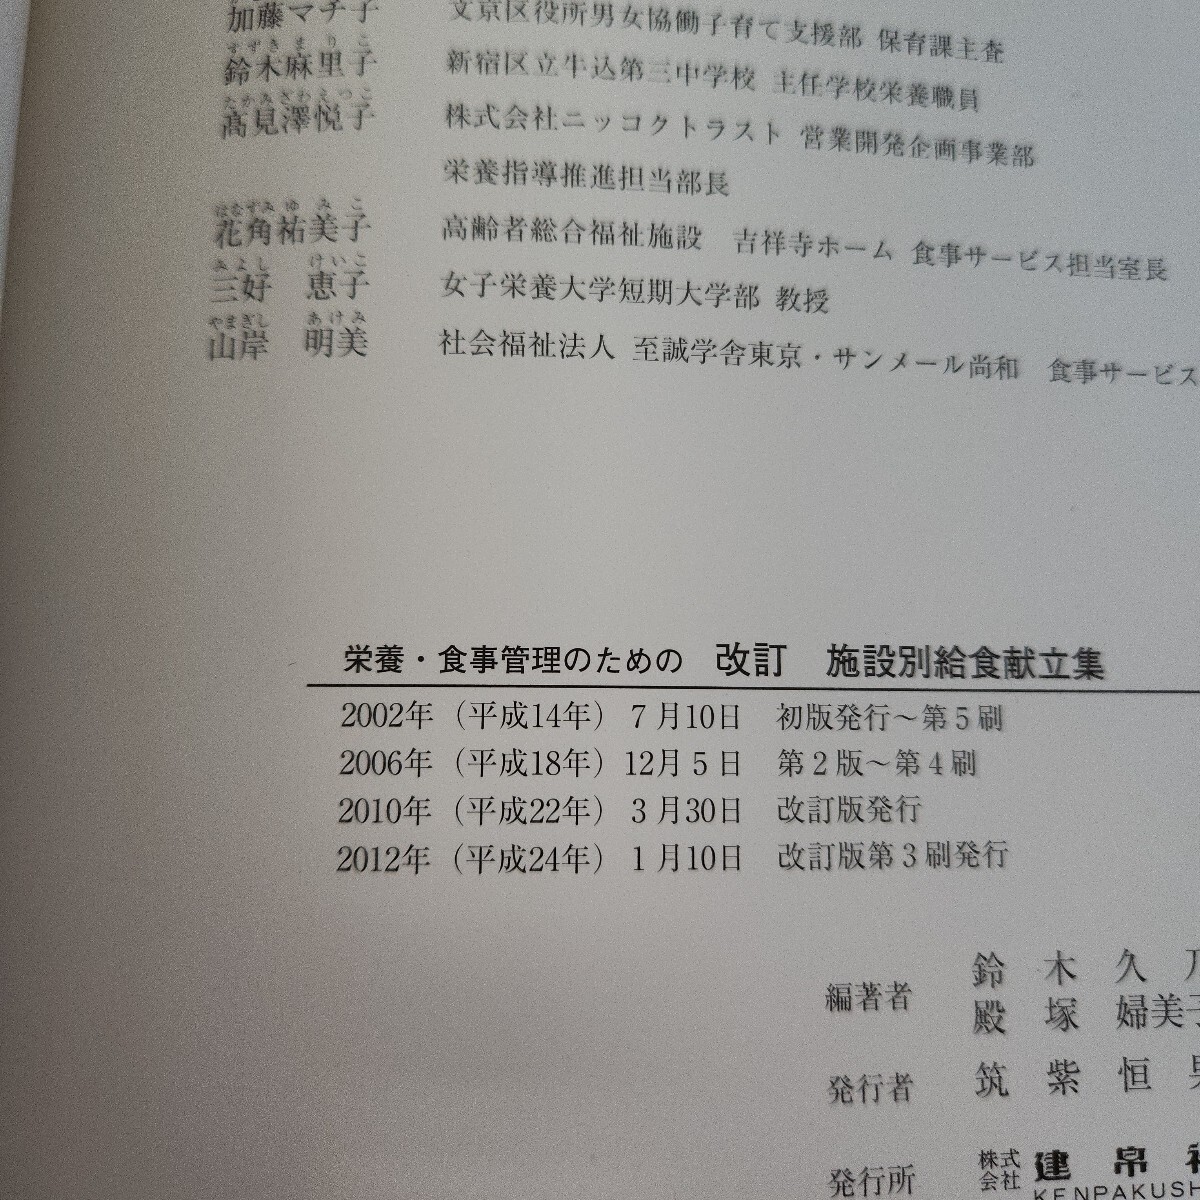 加藤マチ子 文京区役所男女協働子育て支援部 保育課主査
すずきまりこ
鈴木麻里子 新宿区立牛込第三中学校 主任学校栄養職員
たかみざわえつこ
髙見澤悦子 株式会社ニッコクトラスト 営業開発企画事業部
栄養指導推進担当部長
はなずみゆみこ
花角祐美子 高齢者総合福祉施設 吉祥寺ホーム 食事サービス担当室長
みよし けいこ
三好 恵子 女子栄養大学短期大学部 教授
やまぎし あけみ
山岸 明美 社会福祉法人 至誠学舎東京・サンメール尚和 食事サービス
栄養・食事管理のための 改訂 施設別給食献立集
2002年(平成14年)7月10日 初版発行~第5刷
2006年(平成18年)12月5日 第2版~第4刷
2010年(平成22年)3月30日 改訂版発行
2012年(平成24年)1月10日 改訂版第3刷発行
編著者 鈴木久
殿塚婦美子
発行者 筑紫恒男
発行所 株式会社 建帛社
KENPAKUSH